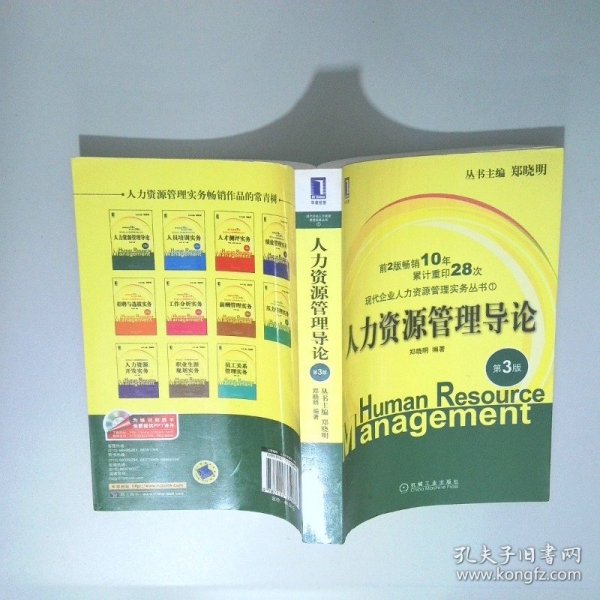 人力资源管理实务畅销作品的常青树
人力资源管理导论
人员培训实务
人才测评实务
招聘与选拔实务
工作分析实务
薪酬管理实务
人力资源
开发实务
职业生涯
规划实务
员工关系
管理实务
华章经管
人力资源管理导论
第3版
丛书主编 郑晓明
郑晓明 编著
丛书主编 郑晓明
前2版畅销10年
累计重印28次
现代企业人力资源管理实务丛书①
人力资源管理导论
郑晓明 编著
第3版
Human Resource
Management
机械工业出版社
China Machine Press
孔夫子旧书网
www.kongfz.com